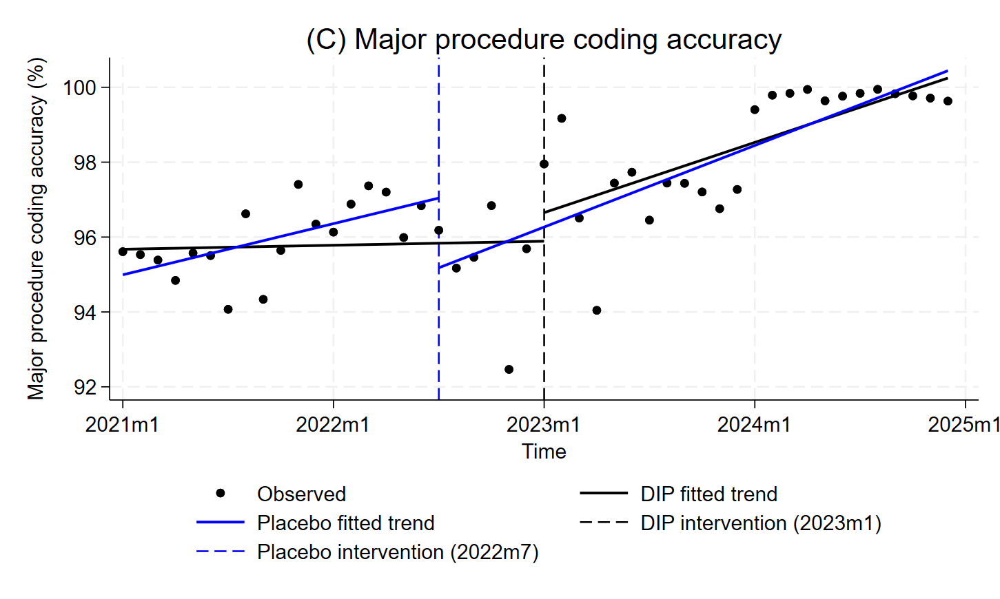 (C) Major procedure coding accuracy
Major procedure coding accuracy (%)
100
98
96
94
92
2021m1
2022m1
2023m1
2024m1
2025m1
Time
Observed
DIP fitted trend
Placebo fitted trend
DIP intervention (2023m1)
Placebo intervention (2022m7)